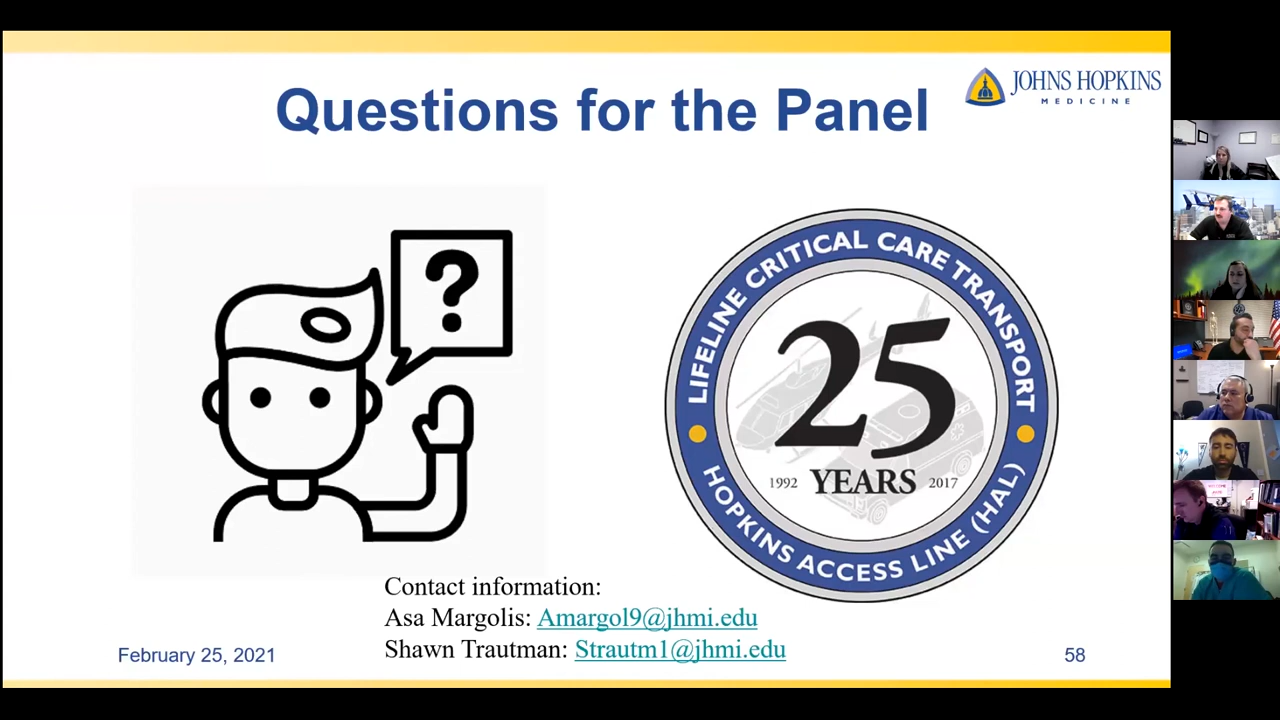 Questions for the Panel
JOHNS HOPKINS
MEDICINE
?
LIFELINE CRITICAL CARE TRANSPORT
25
1992 YEARS 2017
HOPKINS ACCESS LINE (HAL)
Contact information:
Asa Margolis: Amargol9@jhmi.edu
Shawn Trautman: Strautm1@jhmi.edu
February 25, 2021
58